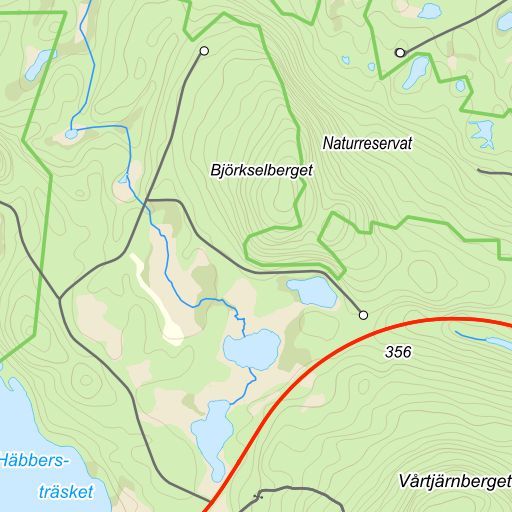 Naturreservat
Björkselberget
356
Häbbers-
träsket
Vårtjärnberget